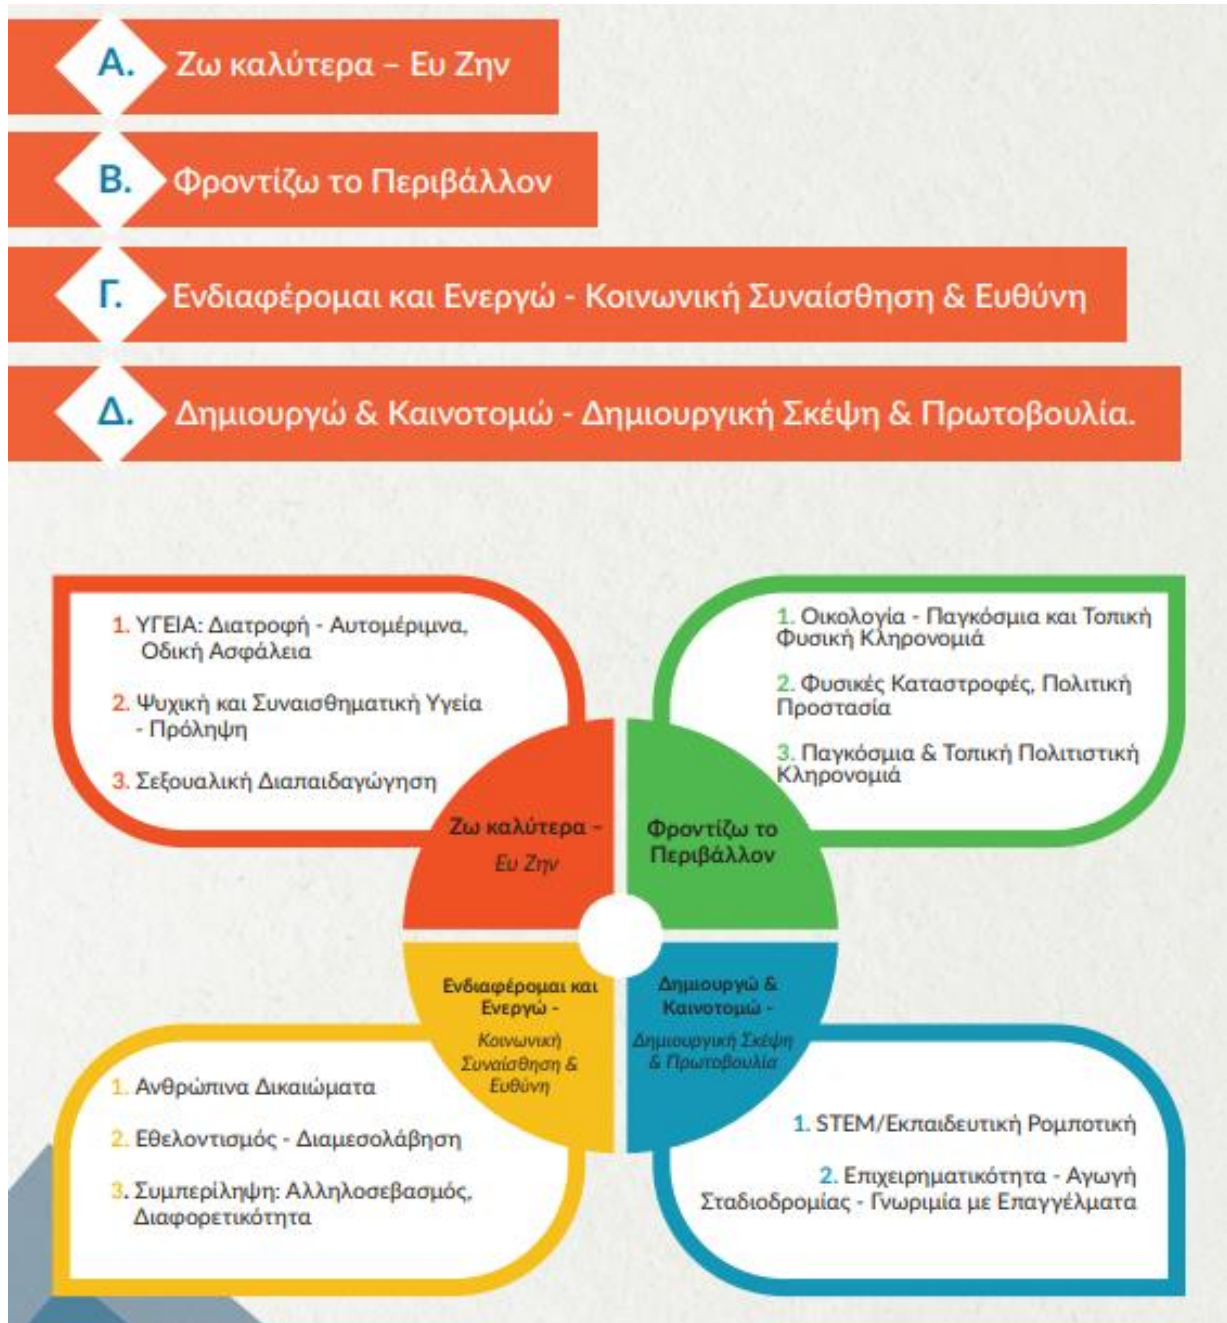 Α. Ζω καλύτερα – Ευ Ζην
Β. Φροντίζω το Περιβάλλον
Γ. Ενδιαφέρομαι και Ενεργώ - Κοινωνική Συναίσθηση & Ευθύνη
Δ. Δημιουργώ & Καινοτομώ - Δημιουργική Σκέψη & Πρωτοβουλία.
1. ΥΓΕΙΑ: Διατροφή - Αυτομέριμνα,
Οδική Ασφάλεια
2. Ψυχική και Συναισθηματική Υγεία
- Πρόληψη
3. Σεξουαλική Διαπαιδαγώγηση
1. Οικολογία - Παγκόσμια και Τοπική
Φυσική Κληρονομιά
2. Φυσικές Καταστροφές, Πολιτική
Προστασία
3. Παγκόσμια & Τοπική Πολιτιστική
Κληρονομιά
Ζω καλύτερα –
Ευ Ζην
Φροντίζω το
Περιβάλλον
Ενδιαφέρομαι και
Ενεργώ -
Κοινωνική
Συναίσθηση &
Ευθύνη
Δημιουργώ &
Καινοτομώ -
Δημιουργική Σκέψη
& Πρωτοβουλία
1. Ανθρώπινα Δικαιώματα
2. Εθελοντισμός - Διαμεσολάβηση
3. Συμπερίληψη: Αλληλοσεβασμός,
Διαφορετικότητα
1. STEM/Εκπαιδευτική Ρομποτική
2. Επιχειρηματικότητα - Αγωγή
Σταδιοδρομίας - Γνωριμία με Επαγγέλματα